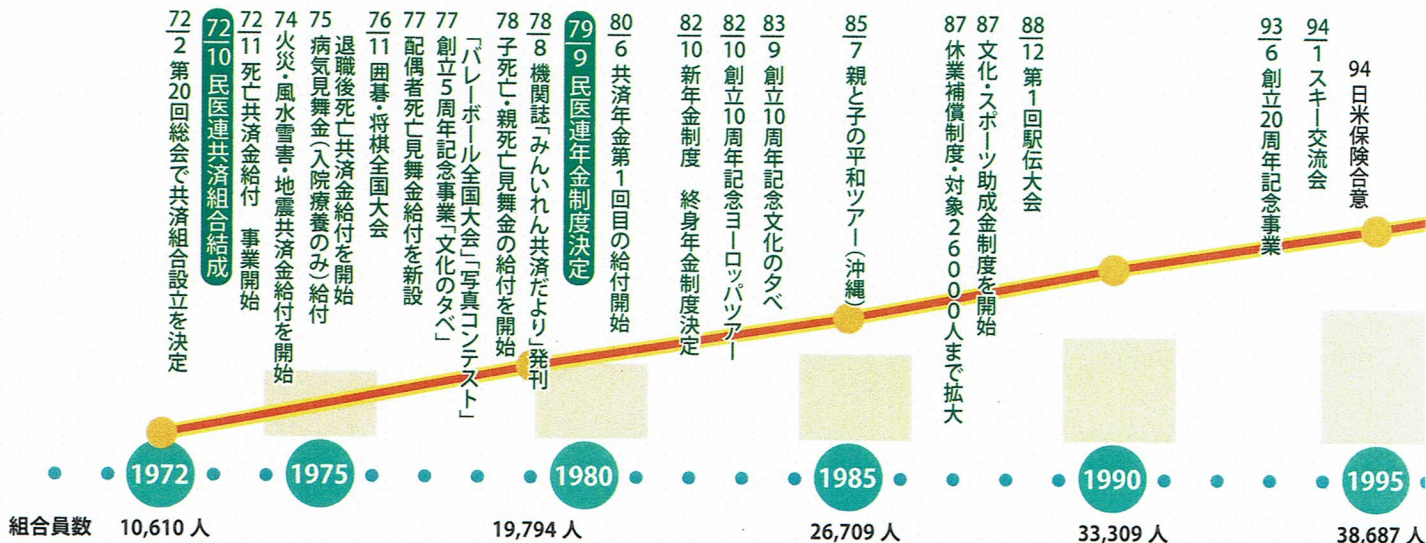 72/2 第20回総会で共済組合設立を決定
72/10 民医連共済組合結成
72/11 死亡共済金給付 事業開始
74 火災・風水雪害・地震共済金給付を開始
75 病気見舞金(入院療養のみ)給付
退職後死亡共済金給付を開始
76/11 囲碁・将棋全国大会
77 配偶者死亡見舞金給付を新設
77 創立5周年記念事業「文化の夕べ」
「バレーボール全国大会」「写真コンテスト」
78 子死亡・親死亡見舞金の給付を開始
78/8 機関誌「みんいれん共済だより」発刊
79/9 民医連年金制度決定
80/6 共済年金第1回目の給付開始
82/10 新年金制度 終身年金制度決定
82/10 創立10周年記念ヨーロッパツアー
83/9 創立10周年記念文化の夕べ
85/7 親と子の平和ツアー(沖縄)
87 休業補償制度・対象26000人まで拡大
87 文化・スポーツ助成金制度を開始
88/12 第1回駅伝大会
93/6 創立20周年記念事業
94/1 スキー交流会
94 日米保険合意
1972 1975 1980 1985 1990 1995
組合員数 10,610人 19,794人 26,709人 33,309人 38,687人